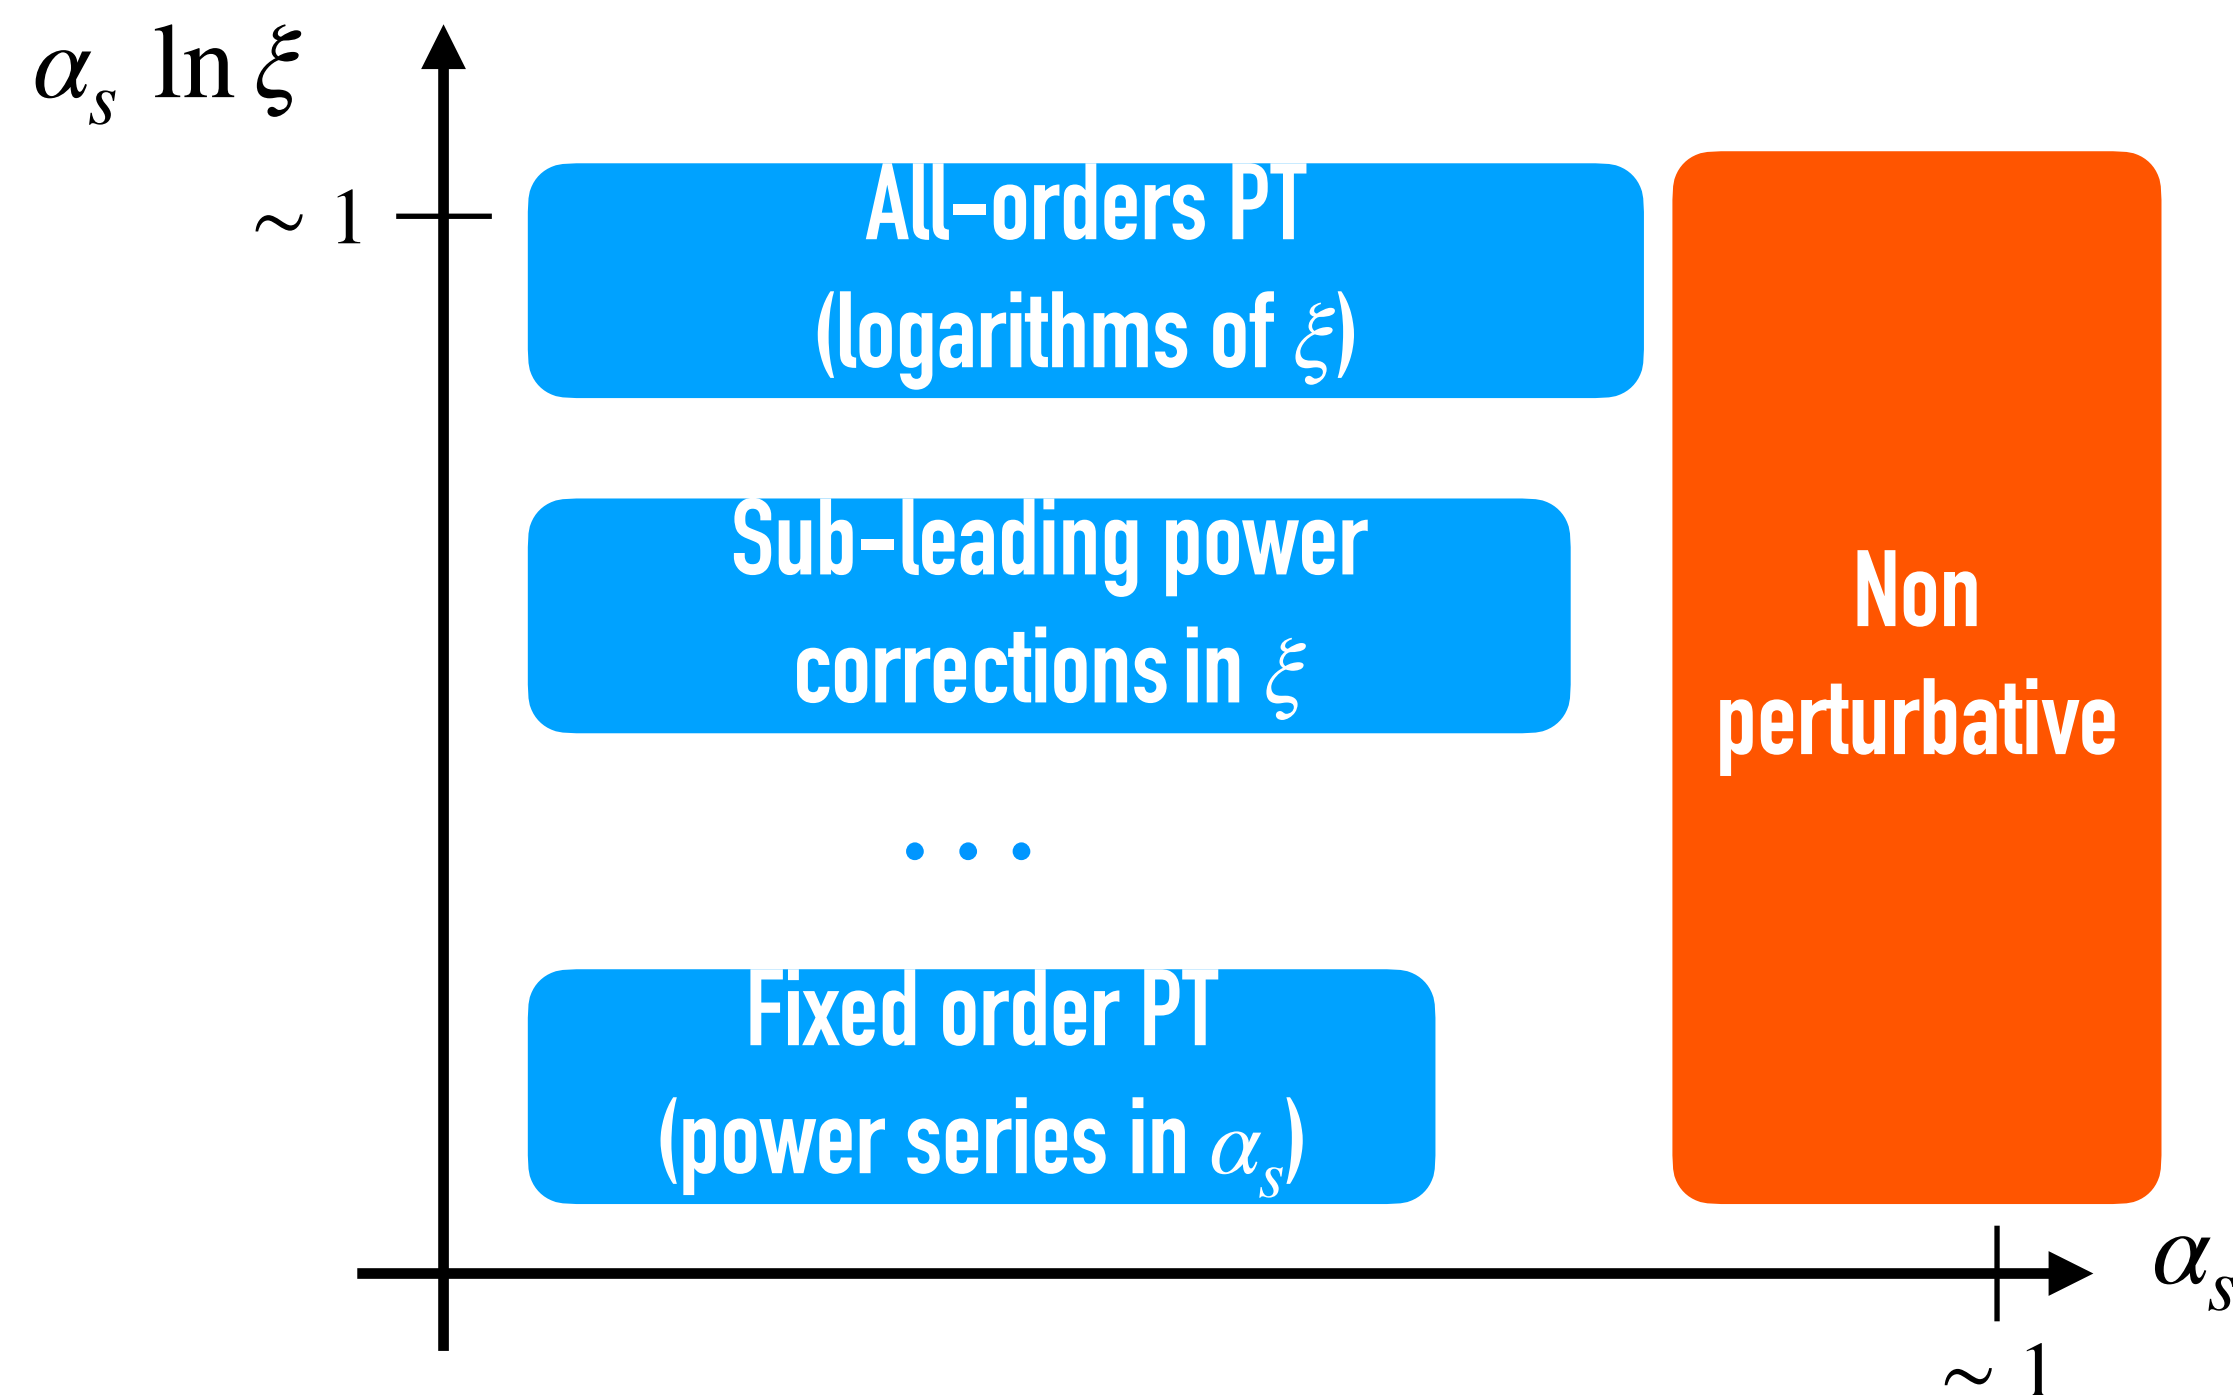 αs ln ξ
~ 1
All-orders PT
(logarithms of ξ)
Sub-leading power
corrections in ξ
...
Fixed order PT
(power series in αs)
Non
perturbative
αs
~ 1